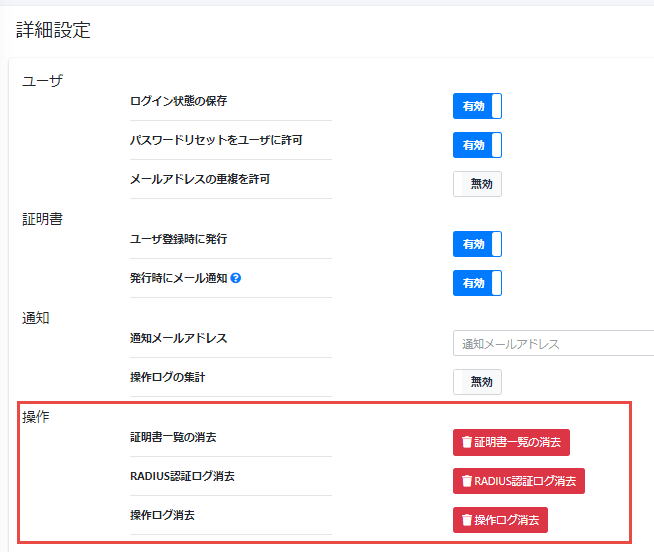 詳細設定
ユーザ
ログイン状態の保存 有効
パスワードリセットをユーザに許可 有効
メールアドレスの重複を許可 無効
証明書
ユーザ登録時に発行 有効
発行時にメール通知 ? 有効
通知
通知メールアドレス 通知メールアドレス
操作ログの集計 無効
操作
証明書一覧の消去 証明書一覧の消去
RADIUS認証ログ消去 RADIUS認証ログ消去
操作ログ消去 操作ログ消去